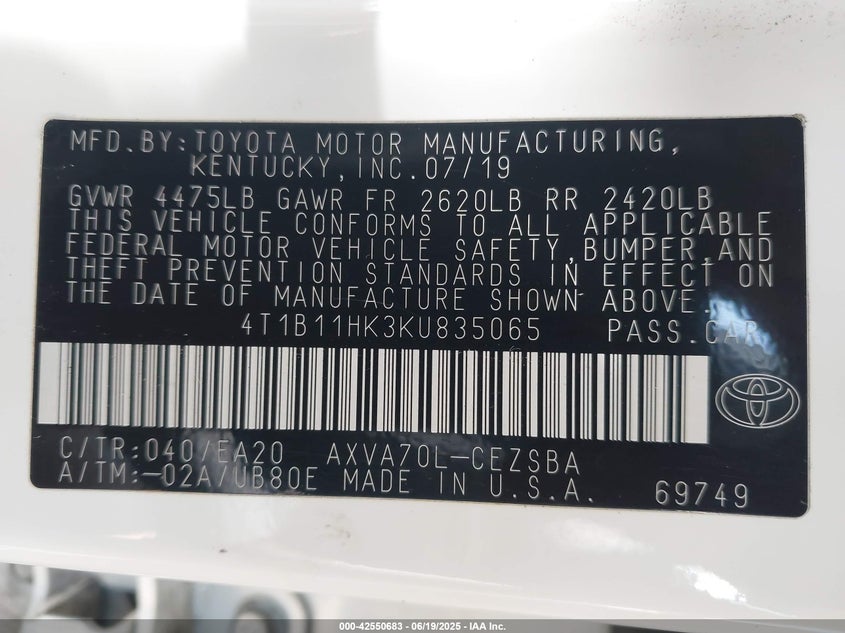 MFD.BY:TOYOTA MOTOR MANUFACTURING,
KENTUCKY,INC.07/19
GVWR 4475LB GAWR FR 2620LB RR 2420LB
THIS VEHICLE CONFORMS TO ALL APPLICABLE
FEDERAL MOTOR VEHICLE SAFETY,BUMPER,AND
THEFT PREVENTION STANDARDS IN EFFECT ON
THE DATE OF MANUFACTURE SHOWN ABOVE.
4T1B11HK3KU835065 PASS.CAR
C/TR:040/EA20 AXVA70L-CEZSBA
A/TM:-02A/UB80E MADE IN U.S.A. 69749
000-42550683 - 06/19/2025 - IAA Inc.